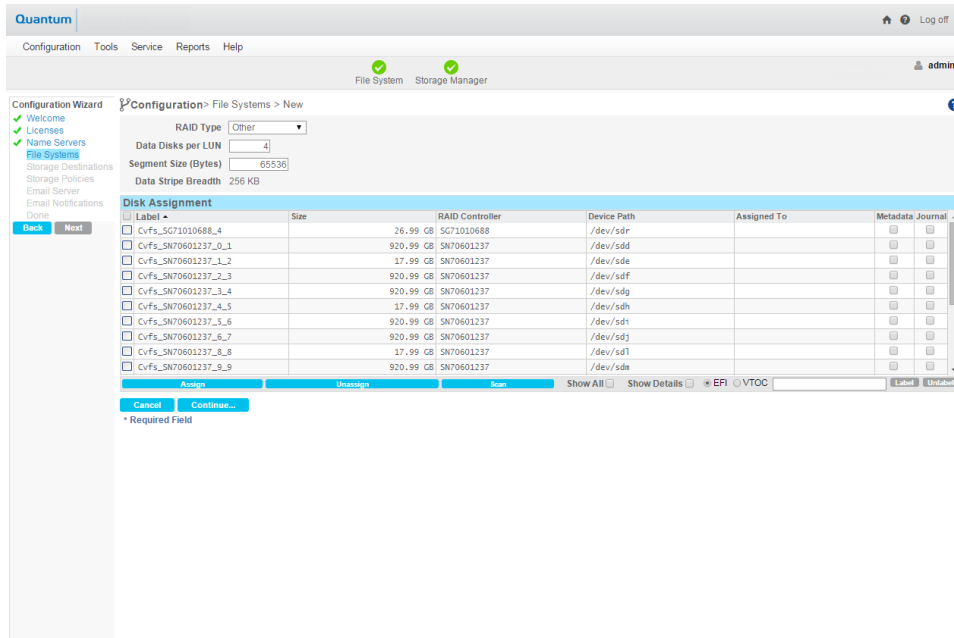 Quantum
Log off
Configuration Tools Service Reports Help
File System Storage Manager
admin
Configuration Wizard
Welcome
Licenses
Name Servers
File Systems
Storage Destinations
Storage Policies
Email Server
Email Notifications
Done
Back Next
Configuration> File Systems > New
RAID Type Other
Data Disks per LUN 4
Segment Size (Bytes) 65536
Data Stripe Breadth 256 KB
Disk Assignment
Label Size RAID Controller Device Path Assigned To Metadata Journal
Cvfs_SG71010688_4 26.99 GB SG71010688 /dev/sdr
Cvfs_SN70601237_0_1 920.99 GB SN70601237 /dev/sdd
Cvfs_SN70601237_1_2 17.99 GB SN70601237 /dev/sde
Cvfs_SN70601237_2_3 920.99 GB SN70601237 /dev/sdf
Cvfs_SN70601237_3_4 920.99 GB SN70601237 /dev/sdg
Cvfs_SN70601237_4_5 17.99 GB SN70601237 /dev/sdh
Cvfs_SN70601237_5_6 920.99 GB SN70601237 /dev/sdi
Cvfs_SN70601237_6_7 920.99 GB SN70601237 /dev/sdj
Cvfs_SN70601237_8_8 17.99 GB SN70601237 /dev/sdl
Cvfs_SN70601237_9_9 920.99 GB SN70601237 /dev/sdm
Assign Unassign Scan Show All Show Details EFI VTOC Label Unlabel
Cancel Continue...
* Required Field